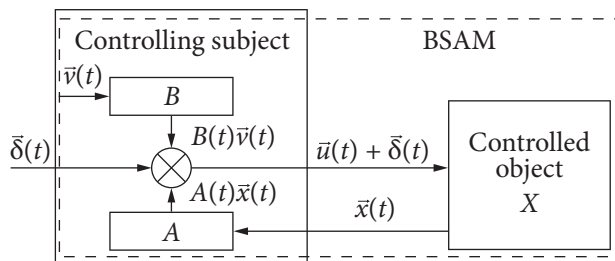 Controlling subject
BSAM
v⃗(t)
B
δ⃗(t)
B(t)v⃗(t)
u⃗(t) + δ⃗(t)
Controlled
object
X
A(t)x⃗(t)
x⃗(t)
A